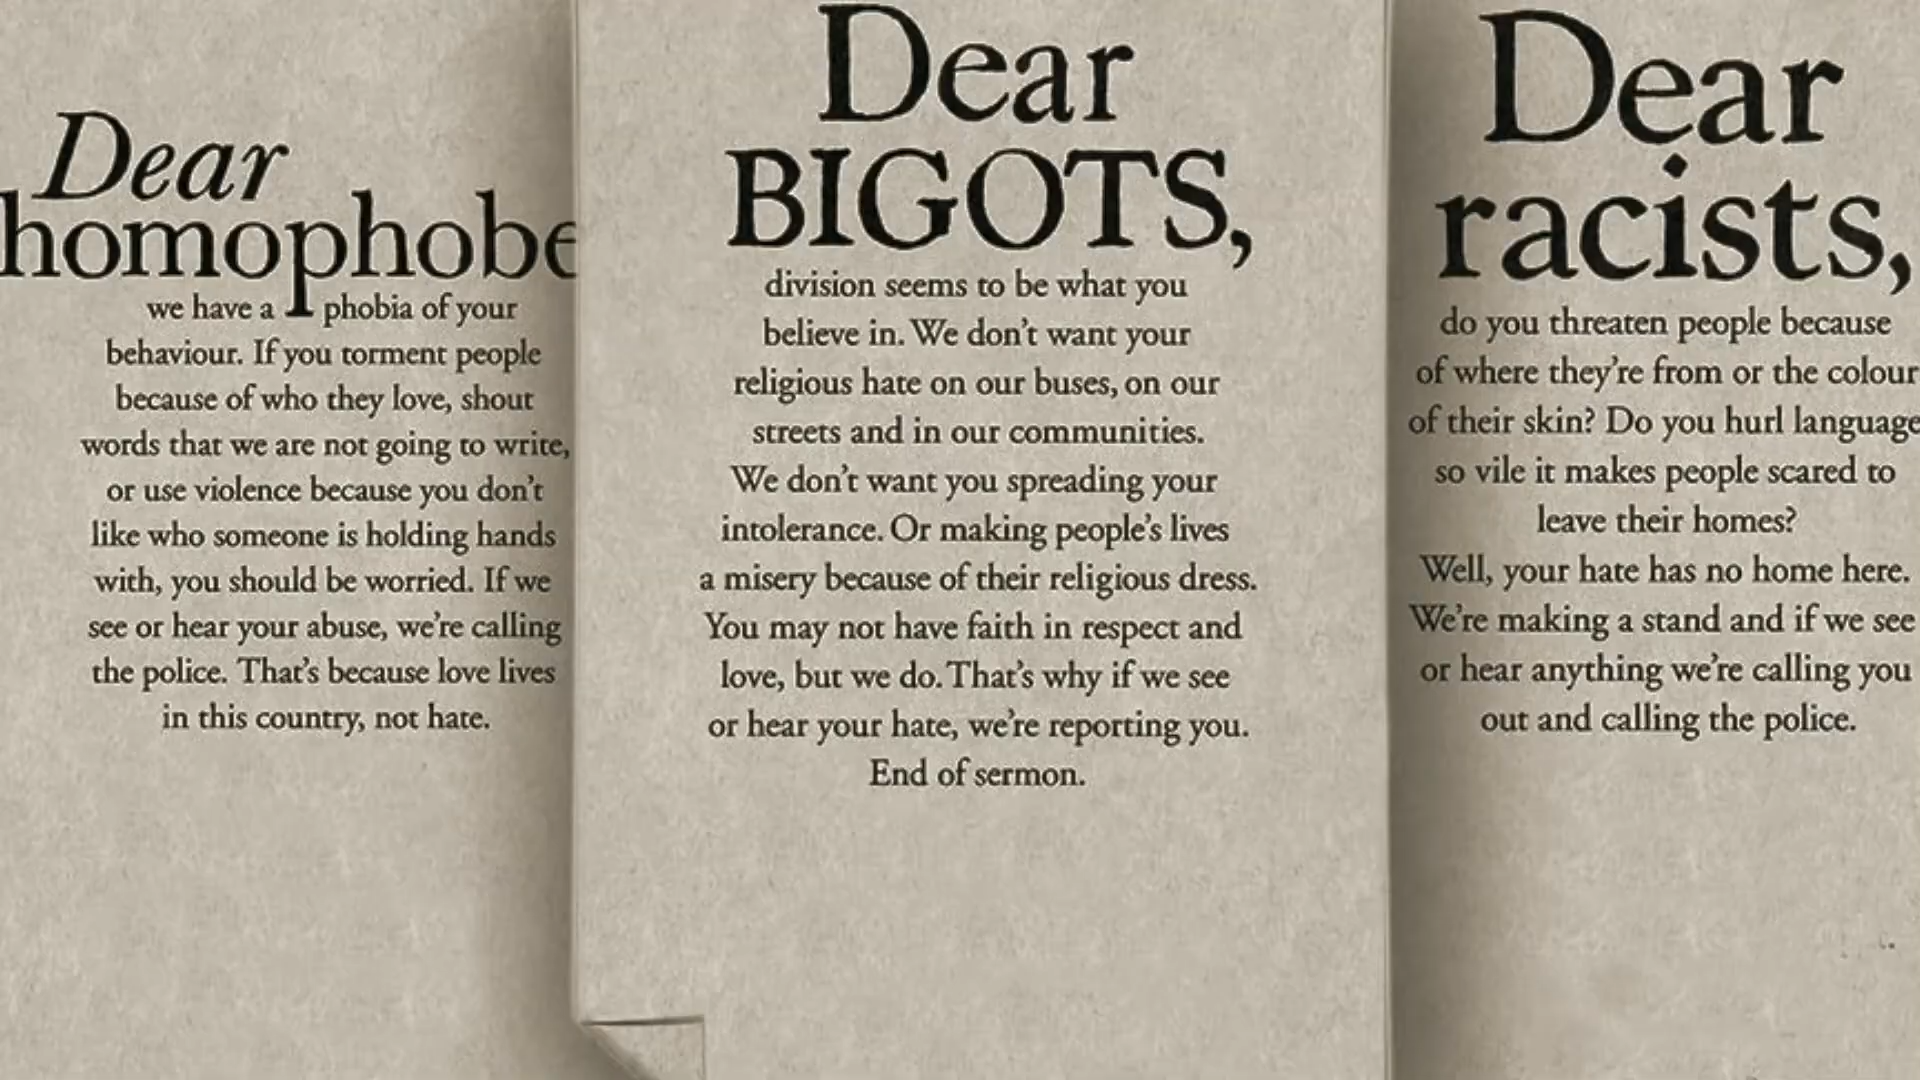 Dear
homophobe
we have a phobia of your
behaviour. If you torment people
because of who they love, shout
words that we are not going to write,
or use violence because you don't
like who someone is holding hands
with, you should be worried. If we
see or hear your abuse, we're calling
the police. That's because love lives
in this country, not hate.
Dear
BIGOTS,
division seems to be what you
believe in. We don't want your
religious hate on our buses, on our
streets and in our communities.
We don't want you spreading your
intolerance. Or making people's lives
a misery because of their religious dress.
You may not have faith in respect and
love, but we do. That's why if we see
or hear your hate, we're reporting you.
End of sermon.
Dear
racists,
do you threaten people because
of where they're from or the colour
of their skin? Do you hurl language
so vile it makes people scared to
leave their homes?
Well, your hate has no home here.
We're making a stand and if we see
or hear anything we're calling you
out and calling the police.